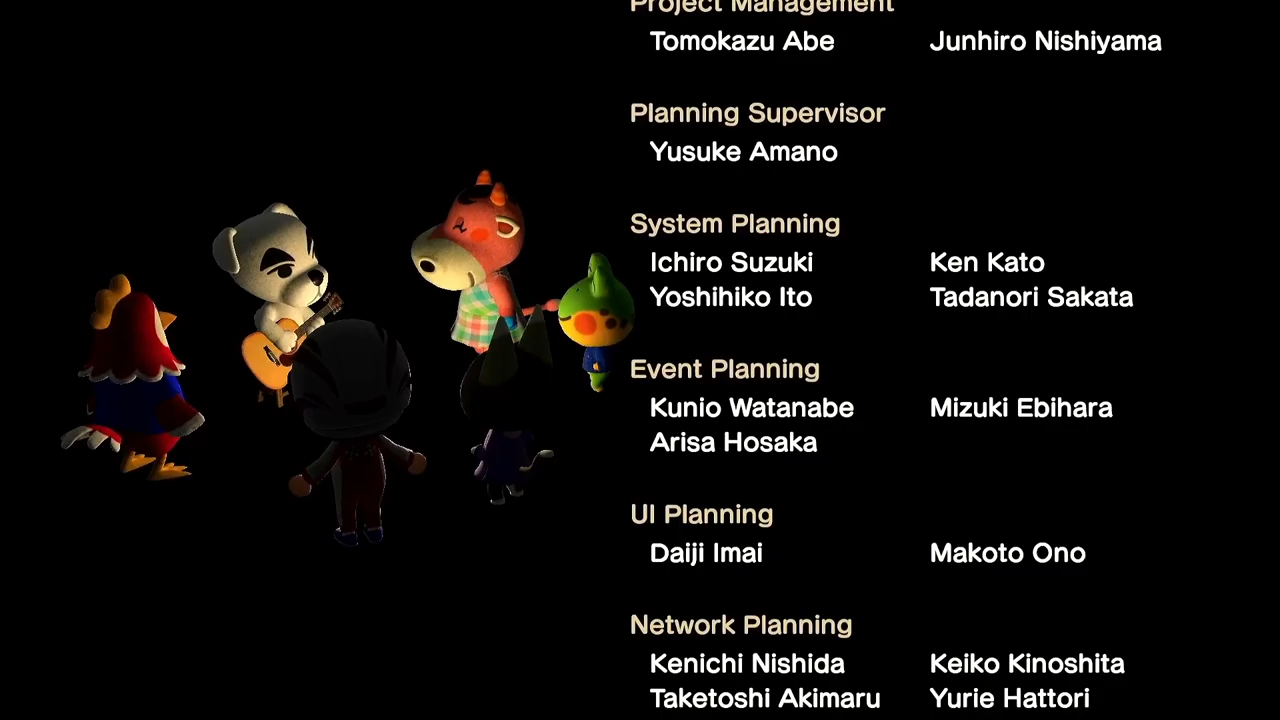 Project Management
Tomokazu Abe Junhiro Nishiyama
Planning Supervisor
Yusuke Amano
System Planning
Ichiro Suzuki Ken Kato
Yoshihiko Ito Tadanori Sakata
Event Planning
Kunio Watanabe Mizuki Ebihara
Arisa Hosaka
UI Planning
Daiji Imai Makoto Ono
Network Planning
Kenichi Nishida Keiko Kinoshita
Taketoshi Akimaru Yurie Hattori